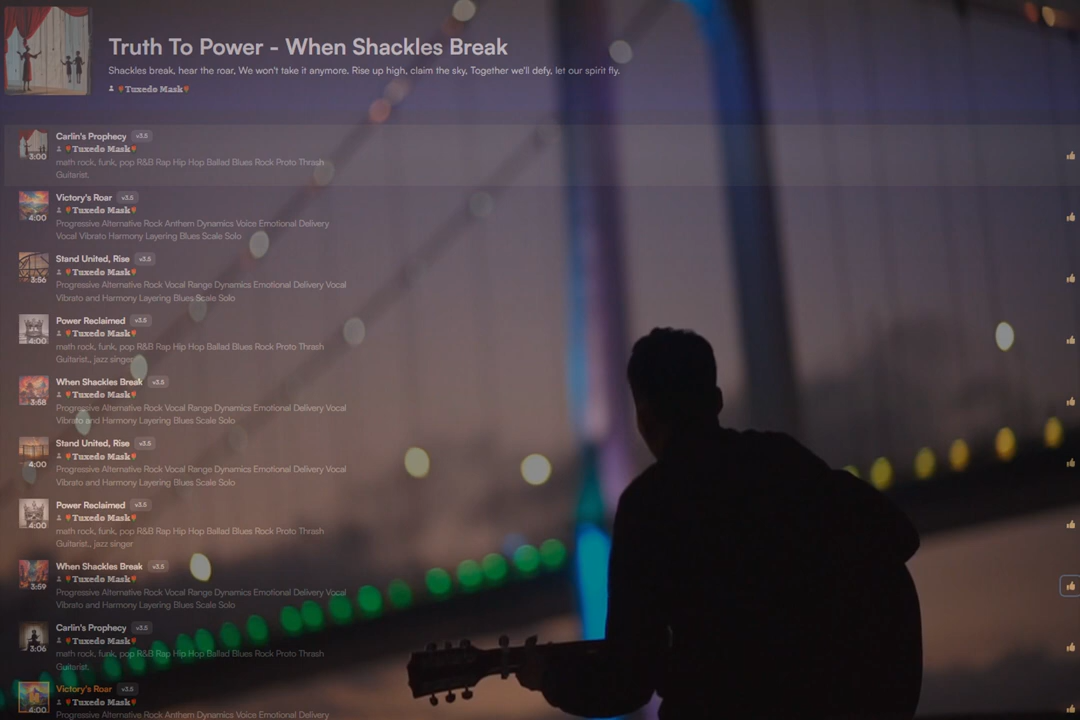 Truth To Power - When Shackles Break
Shackles break, hear the roar, We won't take it anymore. Rise up high, claim the sky, Together we'll defy, let our spirit fly.
Tuxedo Mask
Carlin's Prophecy v3.5
3:00
Tuxedo Mask
math rock, funk, pop R&B Rap Hip Hop Ballad Blues Rock Proto Thrash
Guitarist.
Victory's Roar v3.5
4:00
Tuxedo Mask
Progressive Alternative Rock Anthem Dynamics Voice Emotional Delivery
Vocal Vibrato Harmony Layering Blues Scale Solo
Stand United, Rise v3.5
3:56
Tuxedo Mask
Progressive Alternative Rock Vocal Range Dynamics Emotional Delivery Vocal
Vibrato and Harmony Layering Blues Scale Solo
Power Reclaimed v3.5
4:00
Tuxedo Mask
math rock, funk, pop R&B Rap Hip Hop Ballad Blues Rock Proto Thrash
Guitarist., jazz singer
When Shackles Break v3.5
3:58
Tuxedo Mask
Progressive Alternative Rock Vocal Range Dynamics Emotional Delivery Vocal
Vibrato and Harmony Layering Blues Scale Solo
Stand United, Rise v3.5
4:00
Tuxedo Mask
Progressive Alternative Rock Vocal Range Dynamics Emotional Delivery Vocal
Vibrato and Harmony Layering Blues Scale Solo
Power Reclaimed v3.5
4:00
Tuxedo Mask
math rock, funk, pop R&B Rap Hip Hop Ballad Blues Rock Proto Thrash
Guitarist., jazz singer
When Shackles Break v3.5
3:59
Tuxedo Mask
Progressive Alternative Rock Vocal Range Dynamics Emotional Delivery Vocal
Vibrato and Harmony Layering Blues Scale Solo
Carlin's Prophecy v3.5
3:06
Tuxedo Mask
math rock, funk, pop R&B Rap Hip Hop Ballad Blues Rock Proto Thrash
Guitarist.
Victory's Roar v3.5
4:00
Tuxedo Mask
Progressive Alternative Rock Anthem Dynamics Voice Emotional Delivery